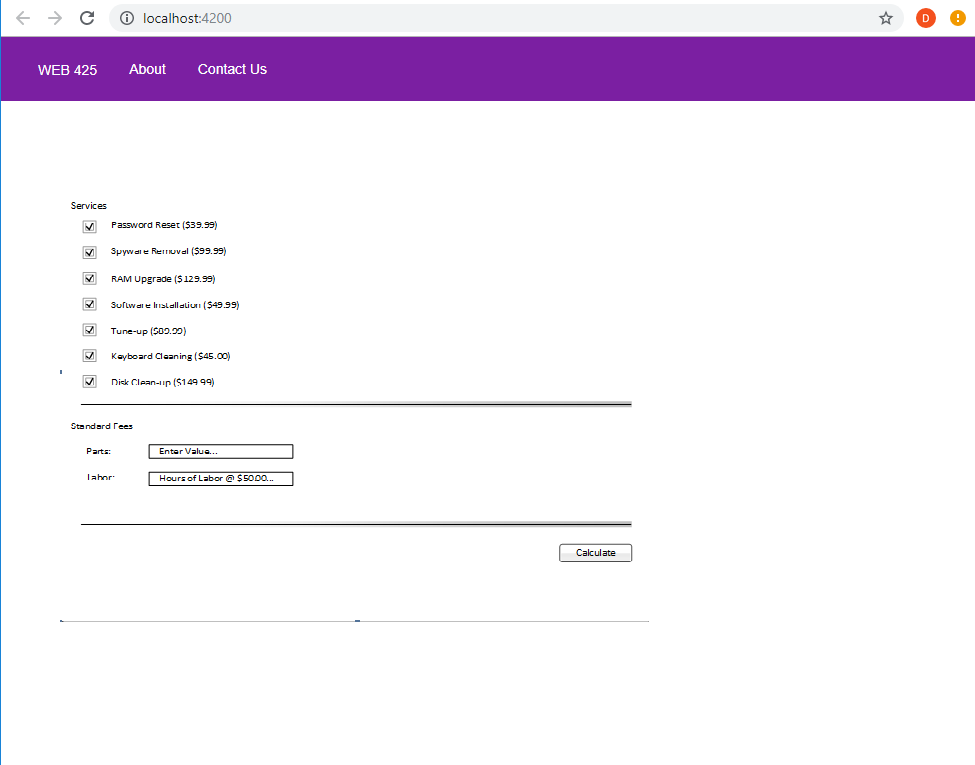 localhost:4200
D
WEB 425 About Contact Us
Services
Password Reset ($39.99)
Spyware Removal ($99.99)
RAM Upgrade ($129.99)
Software Installation ($49.99)
Tune-up ($89.99)
Keyboard Cleaning ($45.00)
Disk Clean-up ($149.99)
Standard Fees
Parts: Enter Value...
Labor: Hours of Labor @ $50.00...
Calculate